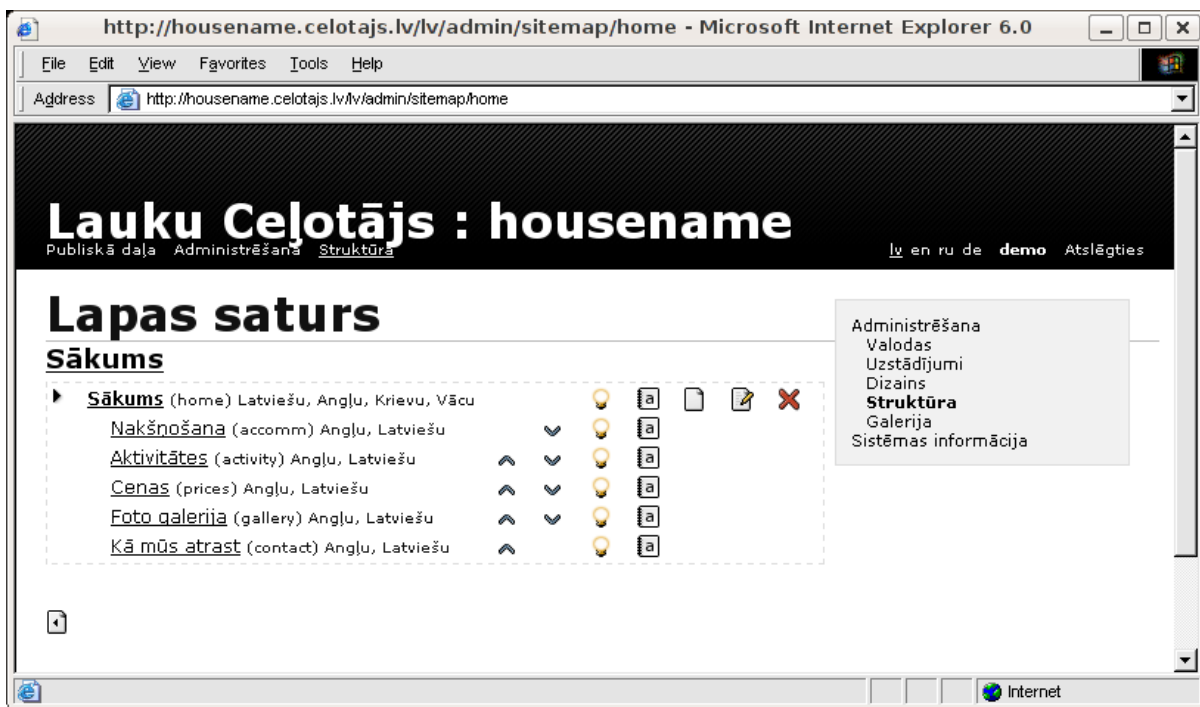 http://housename.celotajs.lv/lv/admin/sitemap/home - Microsoft Internet Explorer 6.0
File Edit View Favorites Tools Help
Address http://housename.celotajs.lv/lv/admin/sitemap/home
Lauku Ceļotājs : housename
Publiskā daļa Administrēšana Struktūra lv en ru de demo Atslēgties
Lapas saturs
Sākums
Sākums (home) Latviešu, Angļu, Krievu, Vācu a
Nakšņošana (accomm) Angļu, Latviešu a
Aktivitātes (activity) Angļu, Latviešu a
Cenas (prices) Angļu, Latviešu a
Foto galerija (gallery) Angļu, Latviešu a
Kā mūs atrast (contact) Angļu, Latviešu a
Administrēšana
Valodas
Uzstādījumi
Dizains
Struktūra
Galerija
Sistēmas informācija
Internet